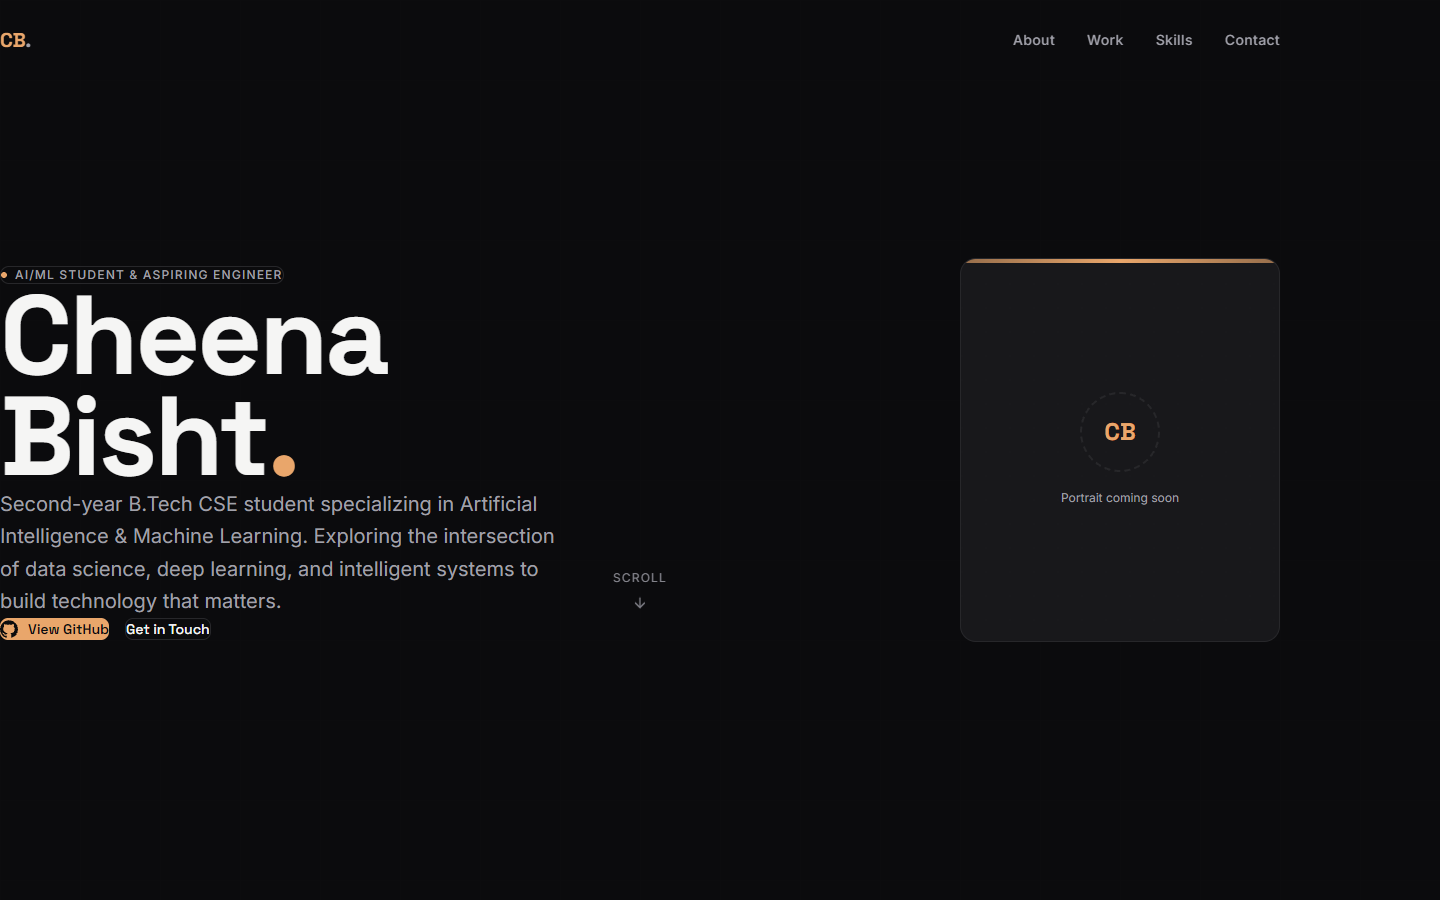 CB.
About
Work
Skills
Contact
AI/ML STUDENT & ASPIRING ENGINEER
Cheena
Bisht.
Second-year B.Tech CSE student specializing in Artificial
Intelligence & Machine Learning. Exploring the intersection
of data science, deep learning, and intelligent systems to
build technology that matters.
View GitHub
Get in Touch
SCROLL
CB
Portrait coming soon